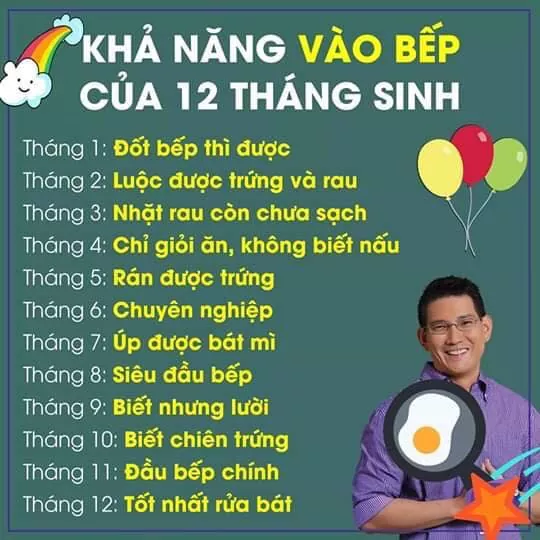 KHẢ NĂNG VÀO BẾP
CỦA 12 THÁNG SINH
Tháng 1: Đốt bếp thì được
Tháng 2: Luộc được trứng và rau
Tháng 3: Nhặt rau còn chưa sạch
Tháng 4: Chỉ giỏi ăn, không biết nấu
Tháng 5: Rán được trứng
Tháng 6: Chuyên nghiệp
Tháng 7: Úp được bát mì
Tháng 8: Siêu đầu bếp
Tháng 9: Biết nhưng lười
Tháng 10: Biết chiên trứng
Tháng 11: Đầu bếp chính
Tháng 12: Tốt nhất rửa bát